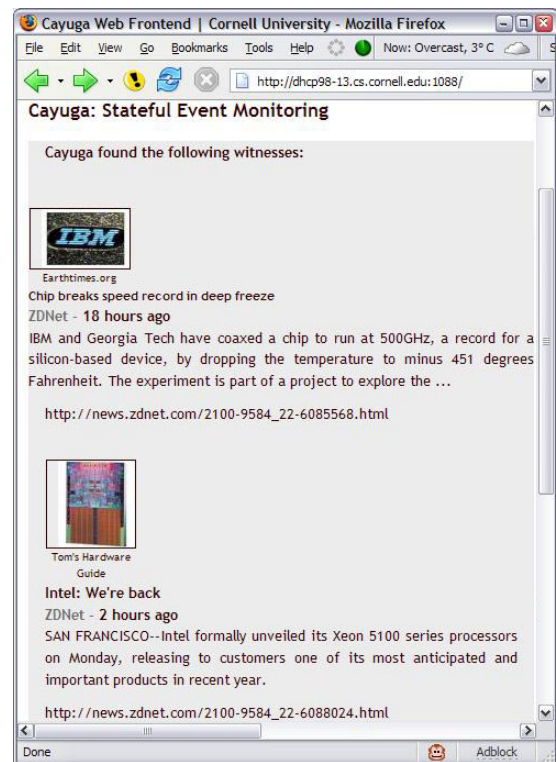 Cayuga Web Frontend | Cornell University - Mozilla Firefox
File Edit View Go Bookmarks Tools Help Now: Overcast, 3° C S
http://dhcp98-13.cs.cornell.edu:1088/
Cayuga: Stateful Event Monitoring
Cayuga found the following witnesses:
IBM
Earthtimes.org
Chip breaks speed record in deep freeze
ZDNet - 18 hours ago
IBM and Georgia Tech have coaxed a chip to run at 500GHz, a record for a
silicon-based device, by dropping the temperature to minus 451 degrees
Fahrenheit. The experiment is part of a project to explore the ...
http://news.zdnet.com/2100-9584_22-6085568.html
Tom's Hardware
Guide
Intel: We're back
ZDNet - 2 hours ago
SAN FRANCISCO--Intel formally unveiled its Xeon 5100 series processors
on Monday, releasing to customers one of its most anticipated and
important products in recent year.
http://news.zdnet.com/2100-9584_22-6088024.html
Done Adblock